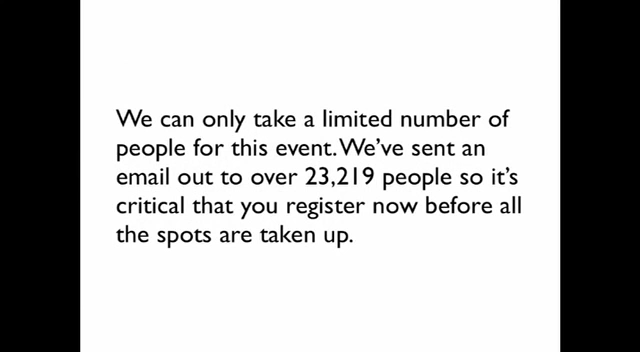 We can only take a limited number of
people for this event. We've sent an
email out to over 23,219 people so it's
critical that you register now before all
the spots are taken up.